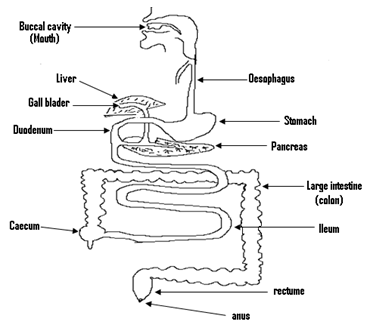 Buccal cavity
(Mouth)
Oesophagus
Liver
Gall blader
Stomach
Duodenum
Pancreas
Large intestine
(colon)
Caecum
Ileum
rectume
anus